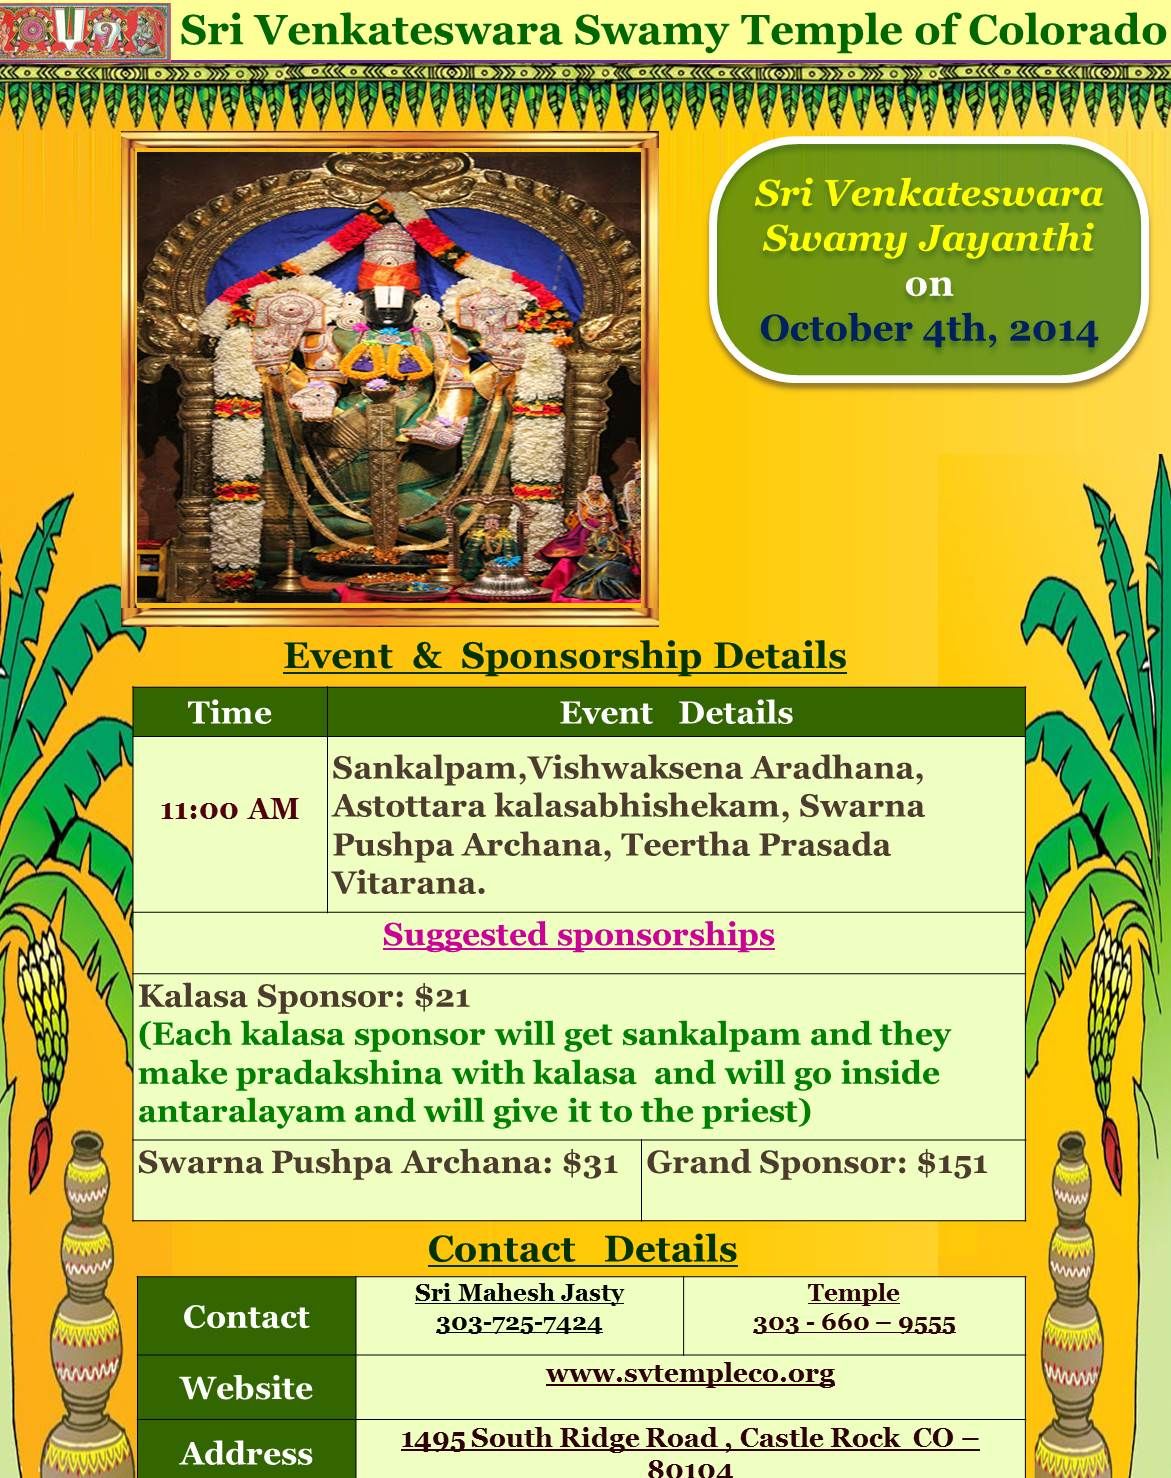 Sri Venkateswara Swamy Temple of Colorado
Sri Venkateswara
Swamy Jayanthi
on
October 4th, 2014
Event & Sponsorship Details
Time
Event Details
11:00 AM
Sankalpam,Vishwaksena Aradhana,
Astottara kalasabhishekam, Swarna
Pushpa Archana, Teertha Prasada
Vitarana.
Suggested sponsorships
Kalasa Sponsor: $21
(Each kalasa sponsor will get sankalpam and they
make pradakshina with kalasa and will go inside
antaralayam and will give it to the priest)
Swarna Pushpa Archana: $31
Grand Sponsor: $151
Contact Details
Contact
Sri Mahesh Jasty
303-725-7424
Temple
303 - 660 – 9555
Website
www.svtempleco.org
Address
1495 South Ridge Road , Castle Rock CO –
80104